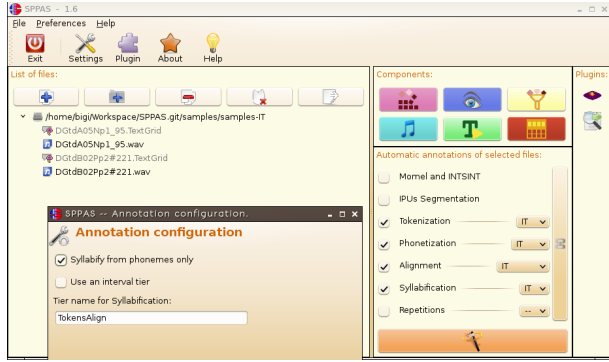 SPPAS - 1.6
File Preferences Help
Exit Settings Plugin About Help
List of files:
/home/bigi/Workspace/SPPAS.git/samples/samples-IT
DGtdA05Np1_95.TextGrid
DGtdA05Np1_95.wav
DGtdB02Pp2#221.TextGrid
DGtdB02Pp2#221.wav
SPPAS -- Annotation configuration.
Annotation configuration
Syllabify from phonemes only
Use an interval tier
Tier name for Syllabification:
TokensAlign
Components:
T
Automatic annotations of selected files:
Momel and INTSINT
IPUs Segmentation
Tokenization IT
Phonetization IT
Alignment IT
Syllabification IT
Repetitions --
Plugins: